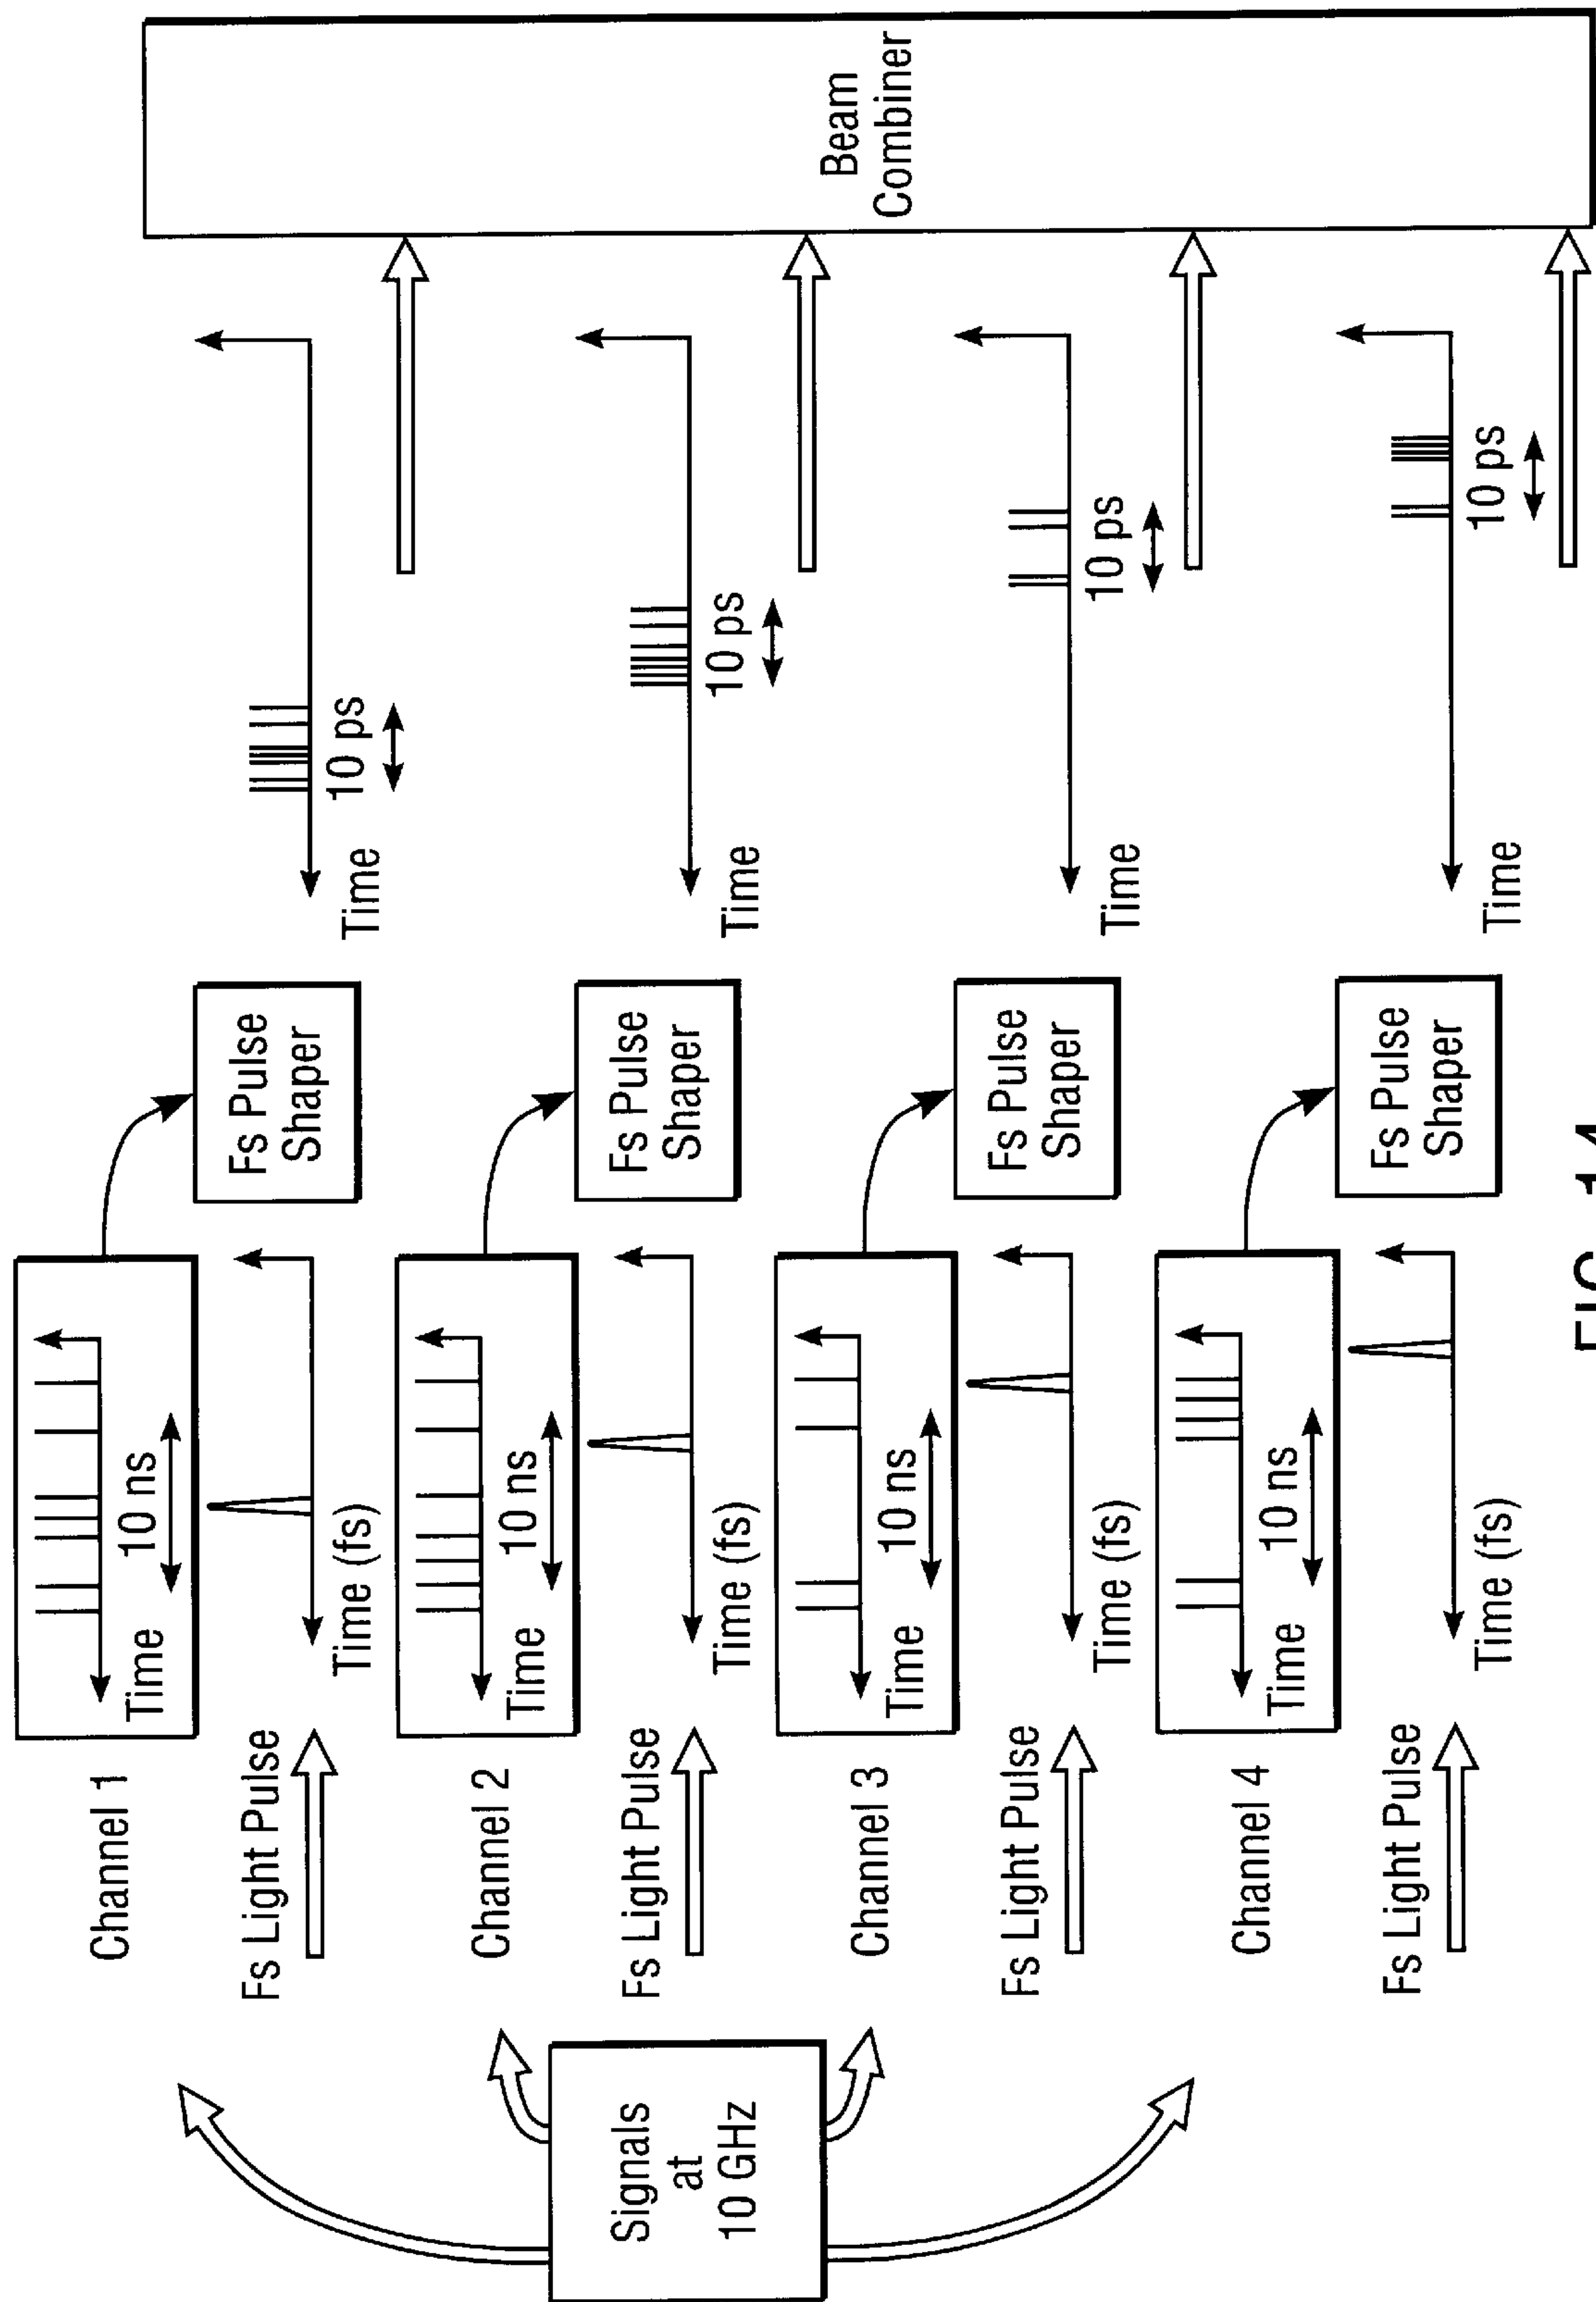 Signals
at
10 GHz
Channel 1
Time
10 ns
Fs Light Pulse
Time (fs)
Fs Pulse
Shaper
10 ps
Time
Channel 2
Time
10 ns
Fs Light Pulse
Time (fs)
Fs Pulse
Shaper
10 ps
Time
Channel 3
Time
10 ns
Fs Light Pulse
Time (fs)
Fs Pulse
Shaper
10 ps
Time
Channel 4
Time
10 ns
Fs Light Pulse
Time (fs)
Fs Pulse
Shaper
10 ps
Time
Beam
Combiner
FIG. 14